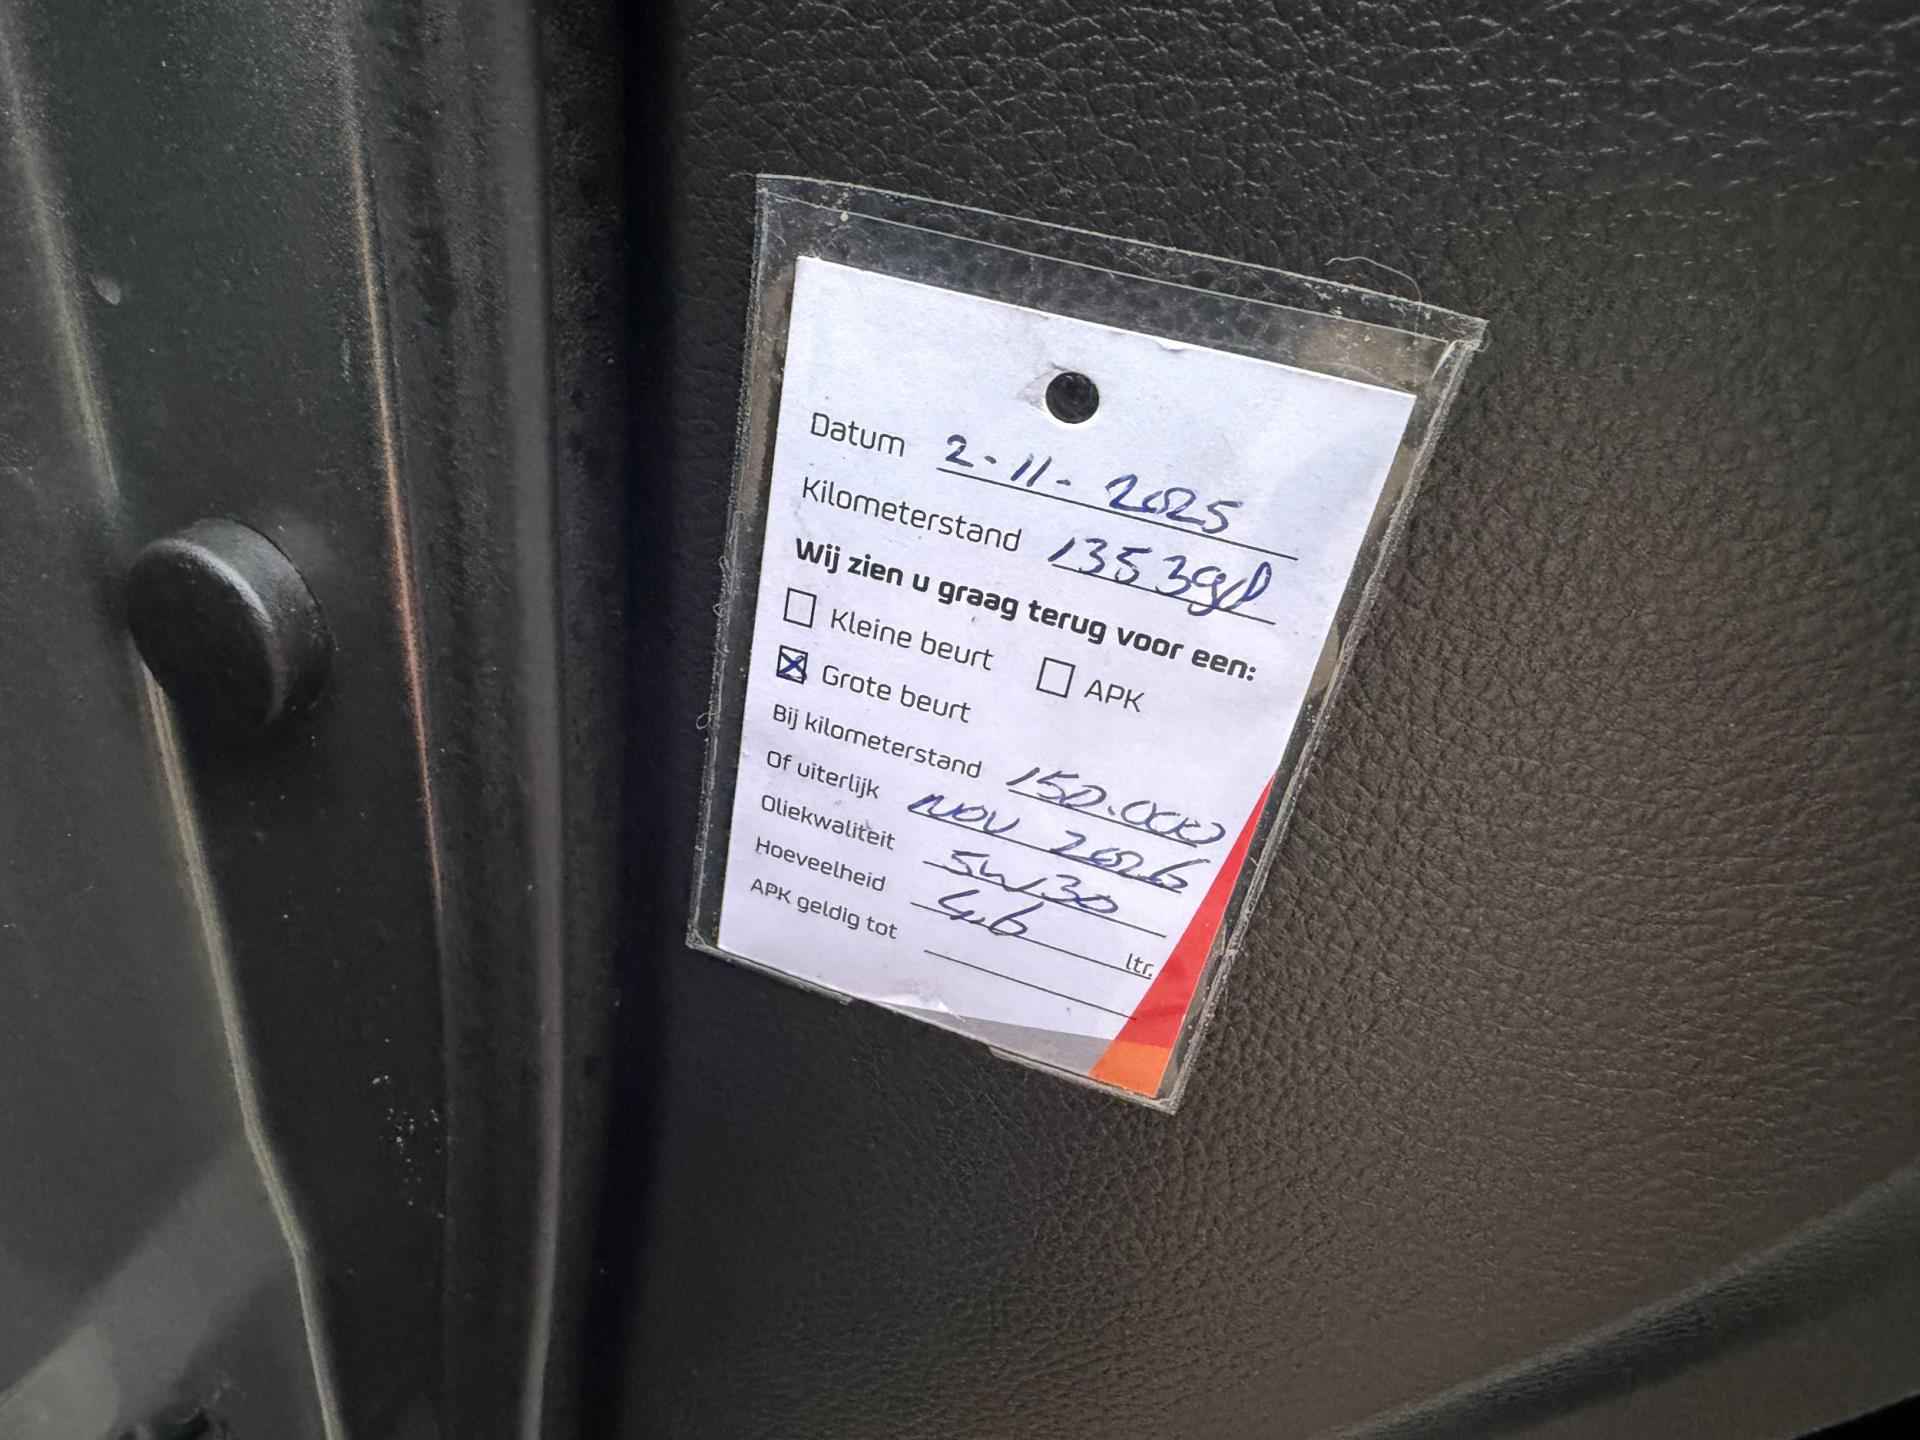 Datum 2-11-2025
Kilometerstand
Wij zien u graag terug voor een:
Kleine beurt APK
Grote beurt
Bij kilometerstand 150.000
Of uiterlijk NOV 2026
Oliekwaliteit 5W30
Hoeveelheid 4,6 ltr.
APK geldig tot